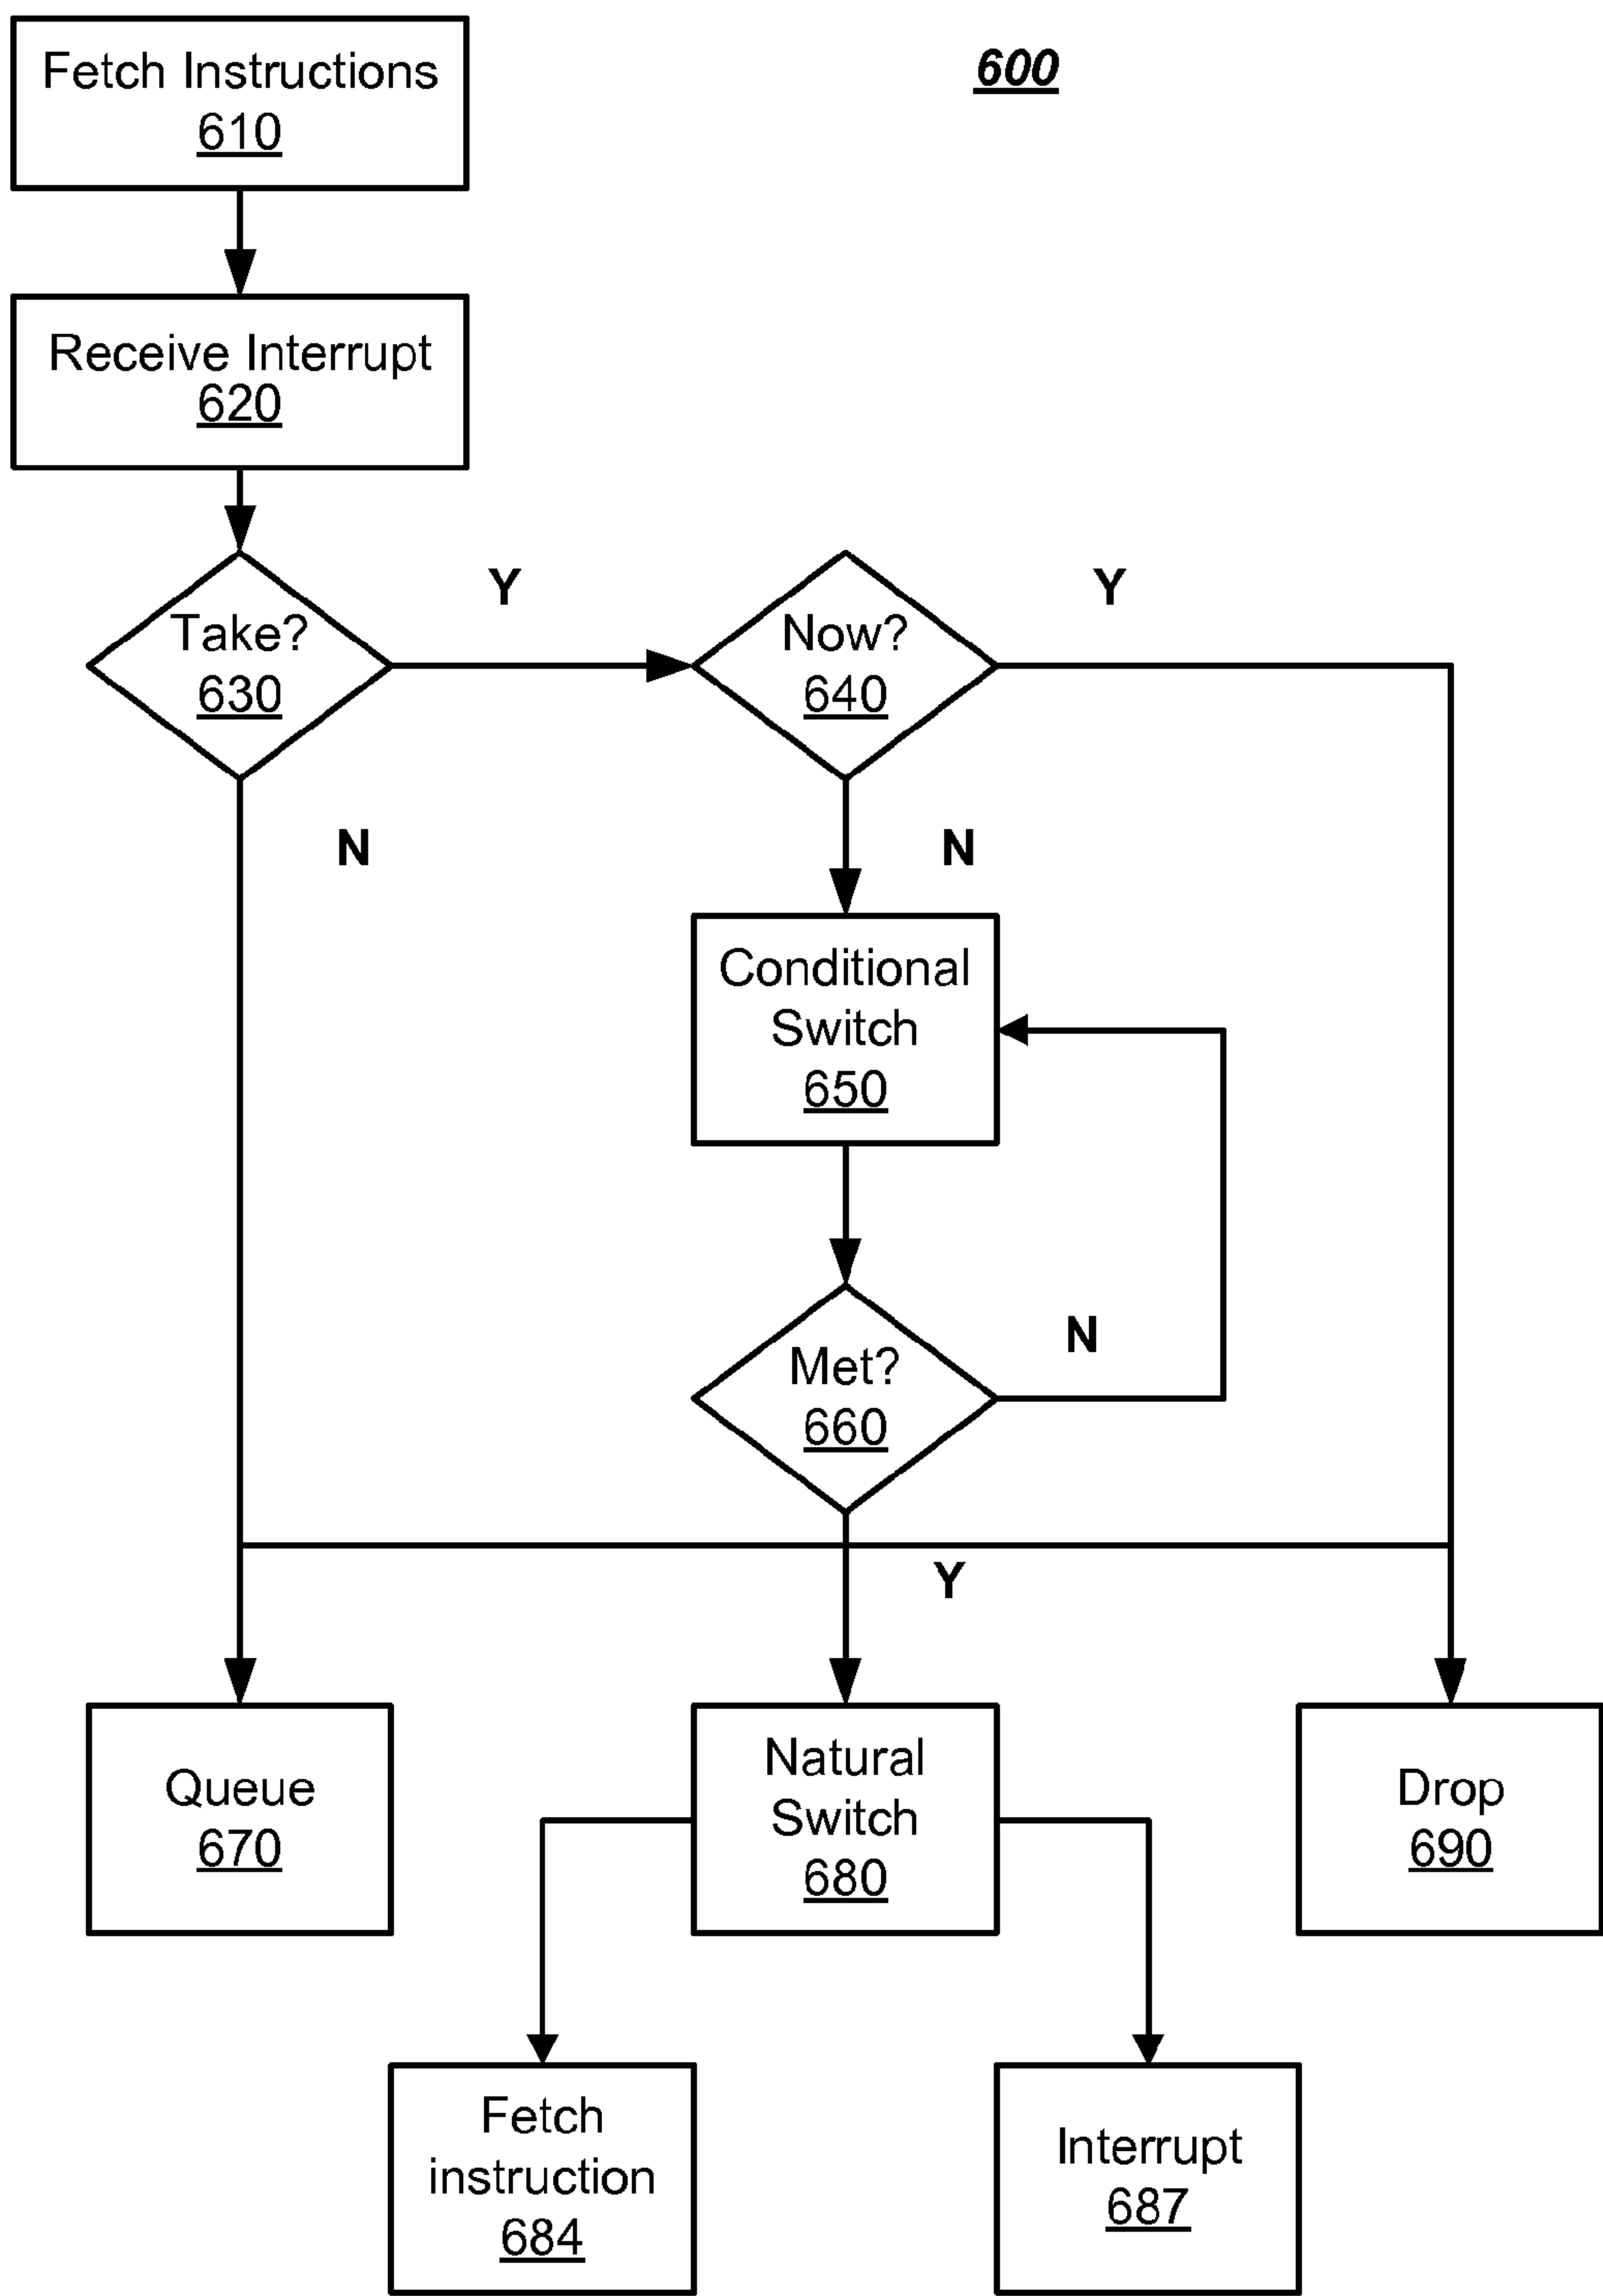 Fetch Instructions
610
600
Receive Interrupt
620
Take?
630
Y
Now?
640
Y
N
N
Conditional
Switch
650
Met?
660
N
Y
Queue
670
Natural
Switch
680
Drop
690
Fetch
instruction
684
Interrupt
687